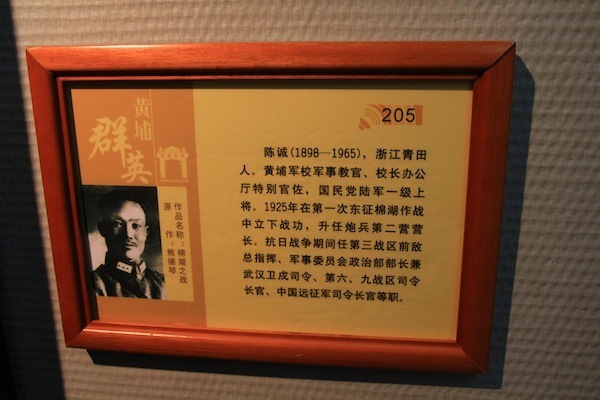 黄埔
群英
作品名称：棉湖之战
原　作：熊德琴
205
陈诚(1898—1965)，浙江青田
人。黄埔军校军事教官、校长办公
厅特别官佐，国民党陆军一级上
将。1925年在第一次东征棉湖作战
中立下战功，升任炮兵第二营营
长。抗日战争期间任第三战区前敌
总指挥、军事委员会政治部部长兼
武汉卫戍司令、第六、九战区司令
长官、中国远征军司令长官等职。